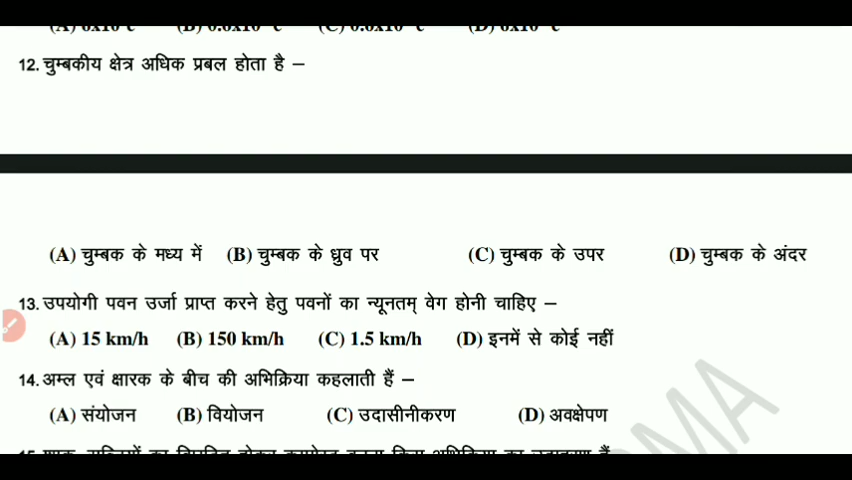 12. चुम्बकीय क्षेत्र अधिक प्रबल होता है –
(A) चुम्बक के मध्य में (B) चुम्बक के ध्रुव पर (C) चुम्बक के उपर (D) चुम्बक के अंदर
13. उपयोगी पवन उर्जा प्राप्त करने हेतु पवनों का न्यूनतम् वेग होनी चाहिए –
(A) 15 km/h (B) 150 km/h (C) 1.5 km/h (D) इनमें से कोई नहीं
14. अम्ल एवं क्षारक के बीच की अभिक्रिया कहलाती हैं –
(A) संयोजन (B) वियोजन (C) उदासीनीकरण (D) अवक्षेपण